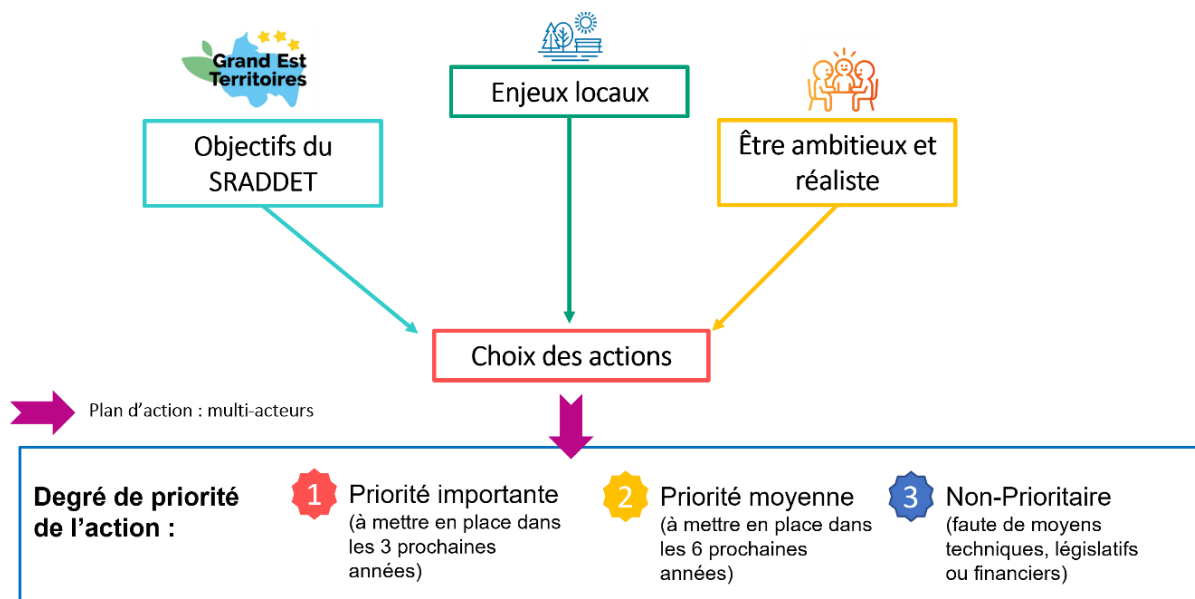 Grand Est
Territoires
Enjeux locaux
Objectifs du
SRADDET
Être ambitieux et
réaliste
Choix des actions
Plan d'action : multi-acteurs
Degré de priorité
de l'action :
1
Priorité importante
(à mettre en place dans
les 3 prochaines
années)
2
Priorité moyenne
(à mettre en place dans
les 6 prochaines
années)
3
Non-Prioritaire
(faute de moyens
techniques, législatifs
ou financiers)